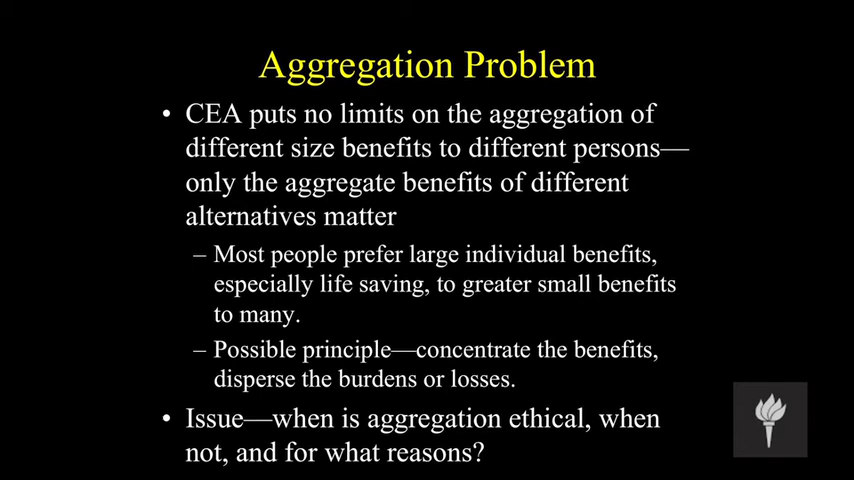 Aggregation Problem
• CEA puts no limits on the aggregation of
different size benefits to different persons—
only the aggregate benefits of different
alternatives matter
– Most people prefer large individual benefits,
especially life saving, to greater small benefits
to many.
– Possible principle—concentrate the benefits,
disperse the burdens or losses.
• Issue—when is aggregation ethical, when
not, and for what reasons?